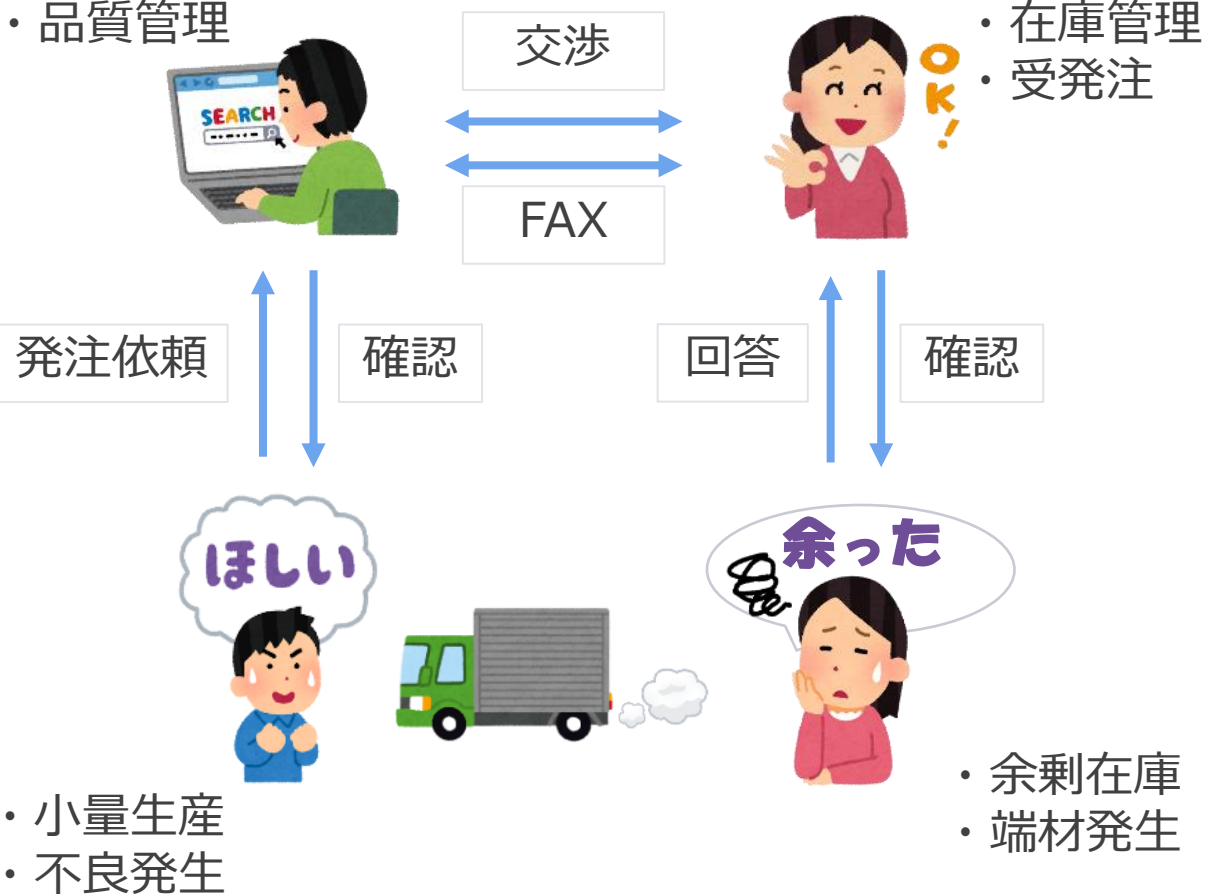 ・品質管理
交渉
・在庫管理
・受発注
SEARCH
OK!
FAX
発注依頼
確認
回答
確認
ほしい
余った
・余剰在庫
・端材発生
・小量生産
・不良発生